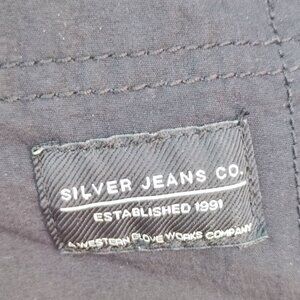 SILVER JEANS CO.
ESTABLISHED 1991
A WESTERN GLOVE WORKS COMPANY